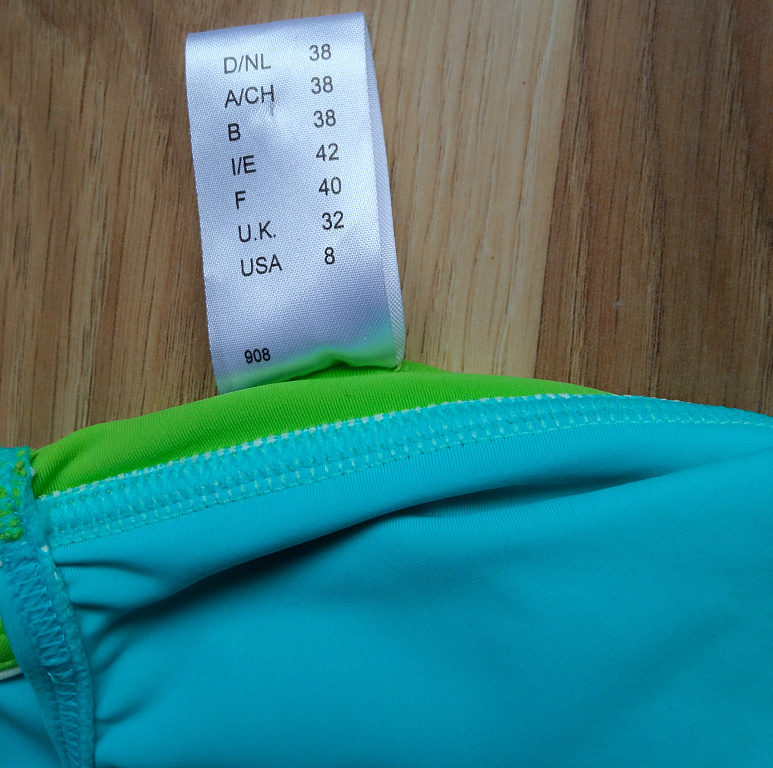 D/NL 38
A/CH 38
B 38
I/E 42
F 40
U.K. 32
USA 8
908